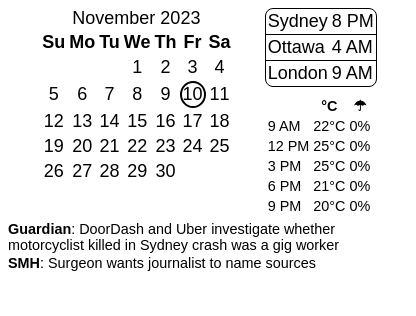 November 2023
Su Mo Tu We Th Fr Sa
1 2 3 4
5 6 7 8 9 10 11
12 13 14 15 16 17 18
19 20 21 22 23 24 25
26 27 28 29 30
Sydney 8 PM
Ottawa 4 AM
London 9 AM
°C ☂
9 AM 22°C 0%
12 PM 25°C 0%
3 PM 25°C 0%
6 PM 21°C 0%
9 PM 20°C 0%
Guardian: DoorDash and Uber investigate whether
motorcyclist killed in Sydney crash was a gig worker
SMH: Surgeon wants journalist to name sources